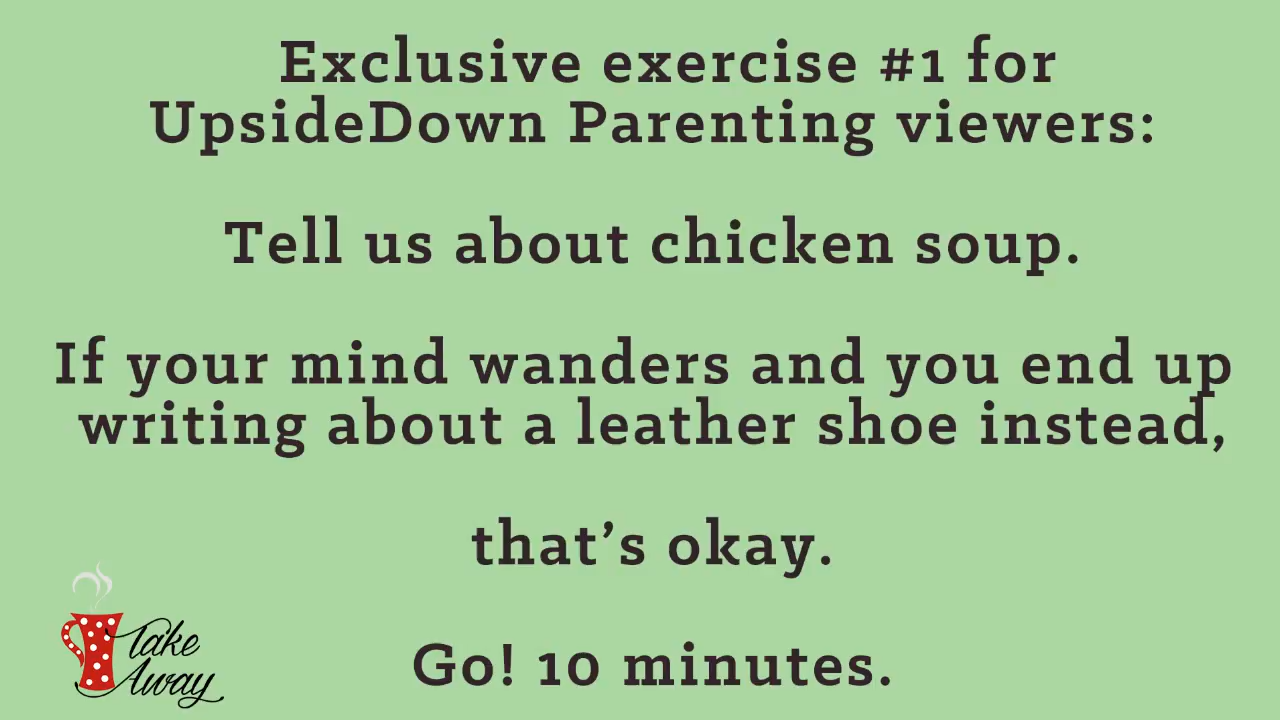 Exclusive exercise #1 for
UpsideDown Parenting viewers:
Tell us about chicken soup.
If your mind wanders and you end up
writing about a leather shoe instead,
that’s okay.
Go! 10 minutes.
Take
Away